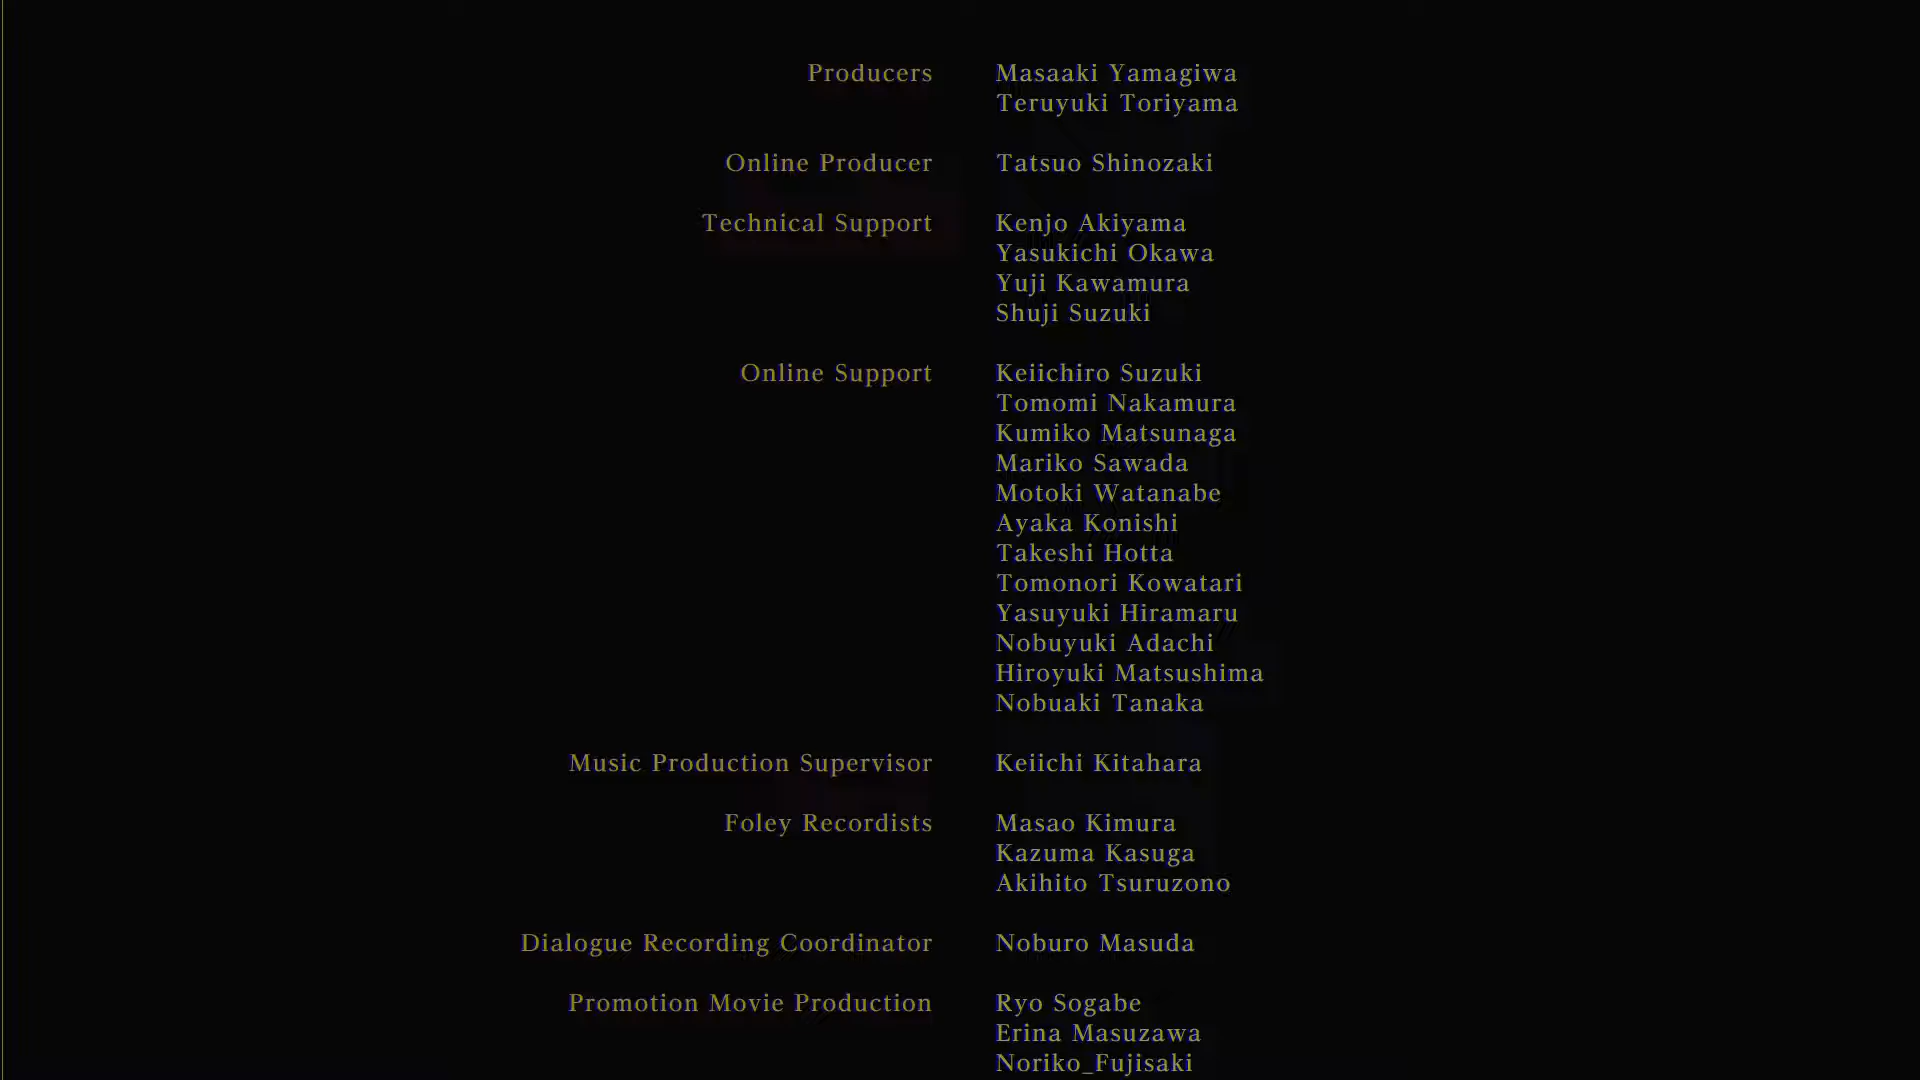 Producers Masaaki Yamagiwa
Teruyuki Toriyama
Online Producer Tatsuo Shinozaki
Technical Support Kenjo Akiyama
Yasukichi Okawa
Yuji Kawamura
Shuji Suzuki
Online Support Keiichiro Suzuki
Tomomi Nakamura
Kumiko Matsunaga
Mariko Sawada
Motoki Watanabe
Ayaka Konishi
Takeshi Hotta
Tomonori Kowatari
Yasuyuki Hiramaru
Nobuyuki Adachi
Hiroyuki Matsushima
Nobuaki Tanaka
Music Production Supervisor Keiichi Kitahara
Foley Recordists Masao Kimura
Kazuma Kasuga
Akihito Tsuruzono
Dialogue Recording Coordinator Noburo Masuda
Promotion Movie Production Ryo Sogabe
Erina Masuzawa
Noriko_Fujisaki